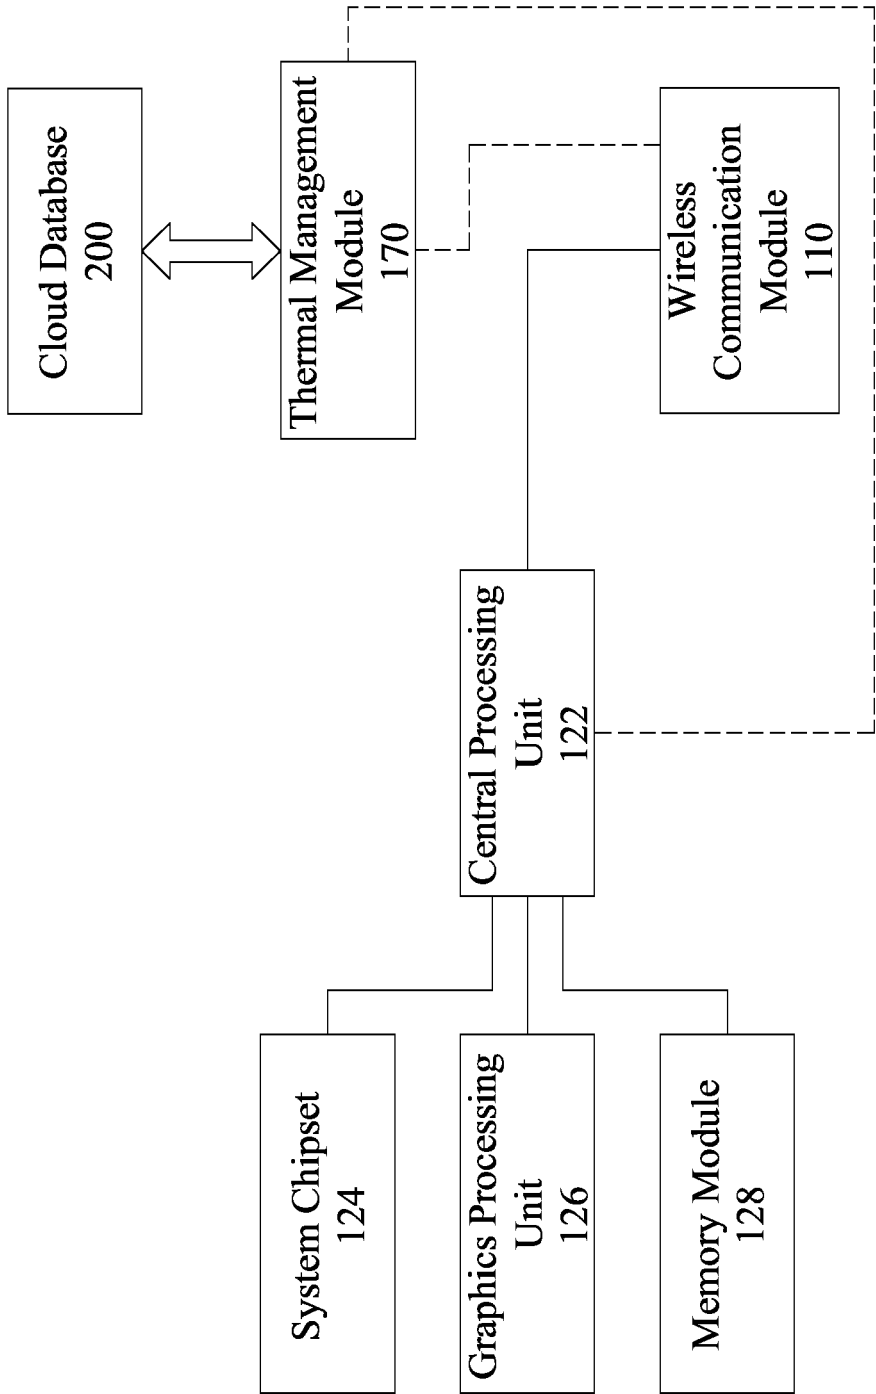 System Chipset
124
Graphics Processing
Unit
126
Memory Module
128
Central Processing
Unit
122
Cloud Database
200
Thermal Management
Module
170
Wireless
Communication
Module
110